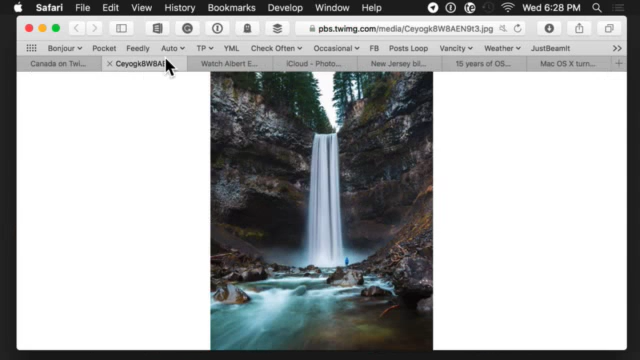 Safari File Edit View History Bookmarks Develop Window Help Wed 6:28 PM
pbs.twimg.com/media/Ceyogk8W8AEN9t3.jpg
Bonjour Pocket Feedly Auto TP YML Check Often Occasional FB Posts Loop Vancity Weather JustBeamIt
Canada on Twi... Ceyogk8W8AE Watch Albert E... iCloud - Photo... New Jersey bil... 15 years of OS... Mac OS X turn...